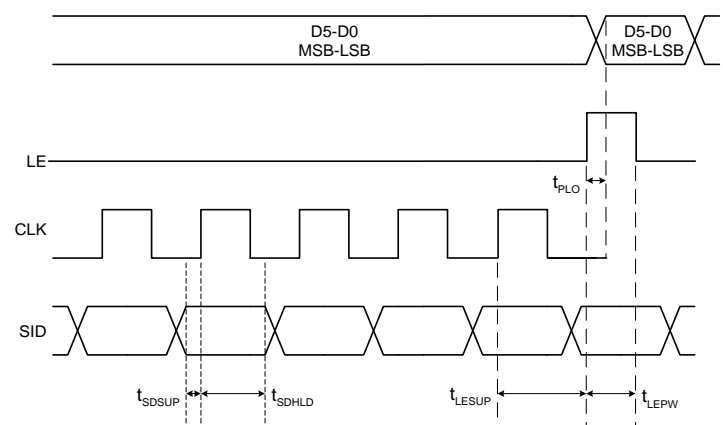 D5-D0
MSB-LSB
D5-D0
MSB-LSB
LE
tPLO
CLK
SID
tSDSUP
tSDHLD
tLESUP
tLEPW